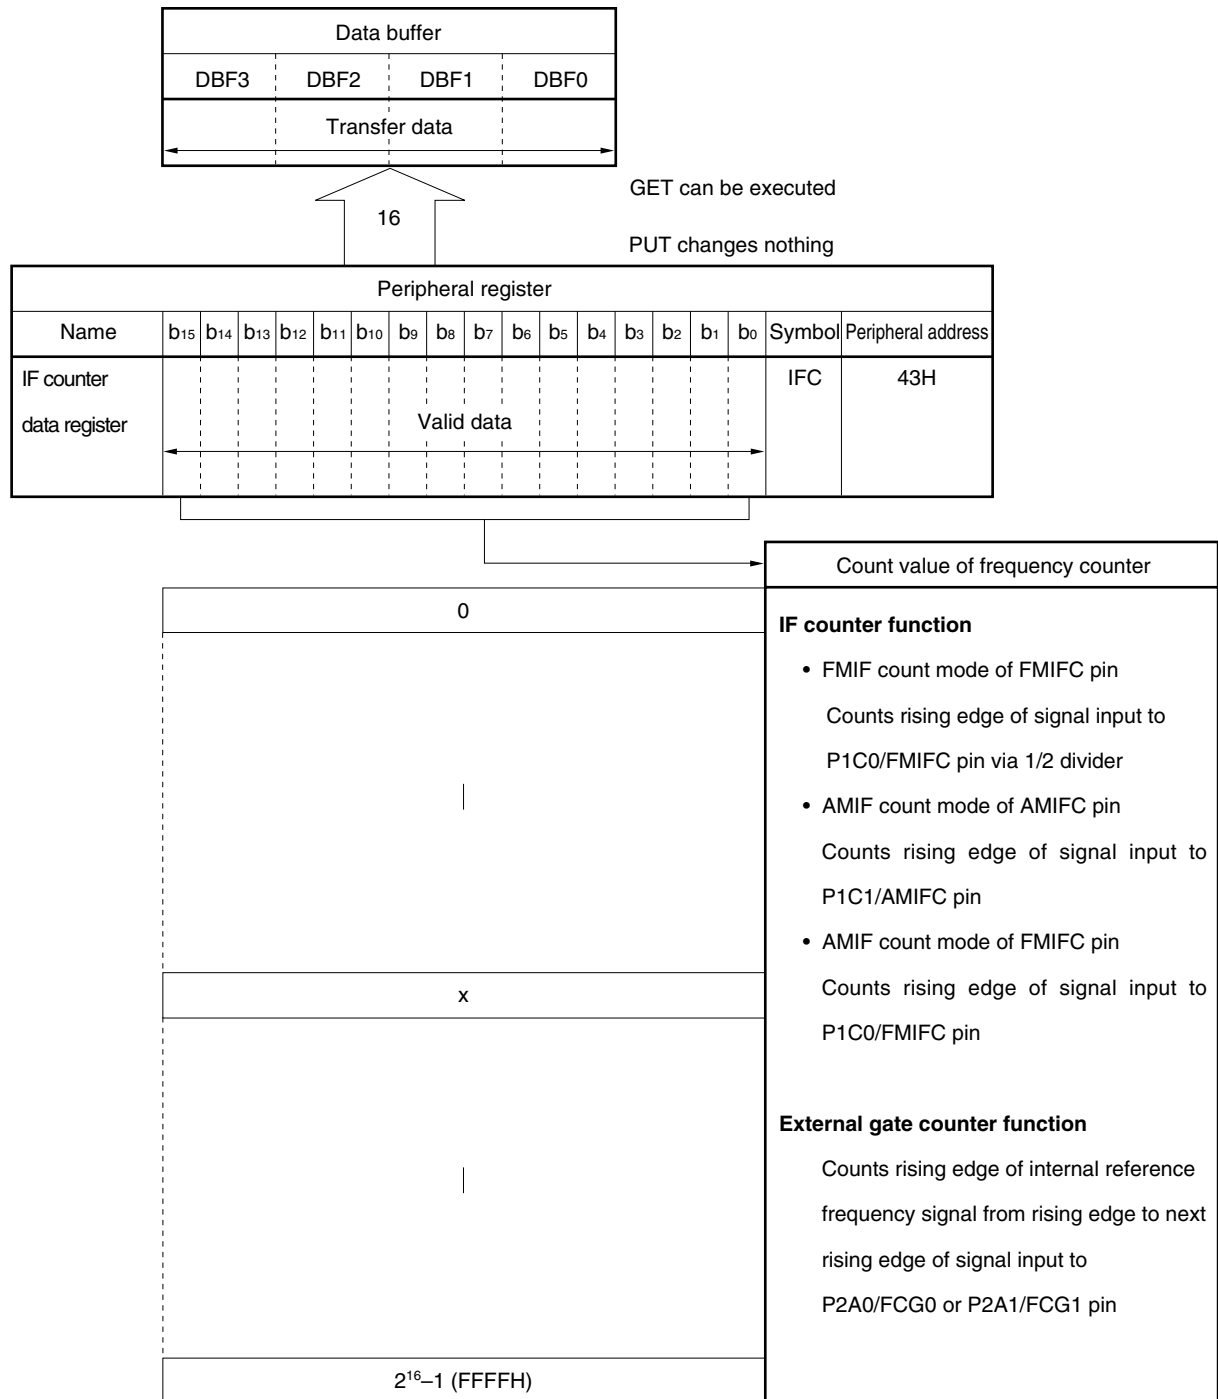 Data buffer
DBF3 DBF2 DBF1 DBF0
Transfer data
16
GET can be executed
PUT changes nothing
Peripheral register
Name b15 b14 b13 b12 b11 b10 b9 b8 b7 b6 b5 b4 b3 b2 b1 b0 Symbol Peripheral address
IF counter
data register
Valid data
IFC
43H
Count value of frequency counter
0
x
2^16–1 (FFFFH)
IF counter function
• FMIF count mode of FMIFC pin
Counts rising edge of signal input to
P1C0/FMIFC pin via 1/2 divider
• AMIF count mode of AMIFC pin
Counts rising edge of signal input to
P1C1/AMIFC pin
• AMIF count mode of FMIFC pin
Counts rising edge of signal input to
P1C0/FMIFC pin
External gate counter function
Counts rising edge of internal reference
frequency signal from rising edge to next
rising edge of signal input to
P2A0/FCG0 or P2A1/FCG1 pin